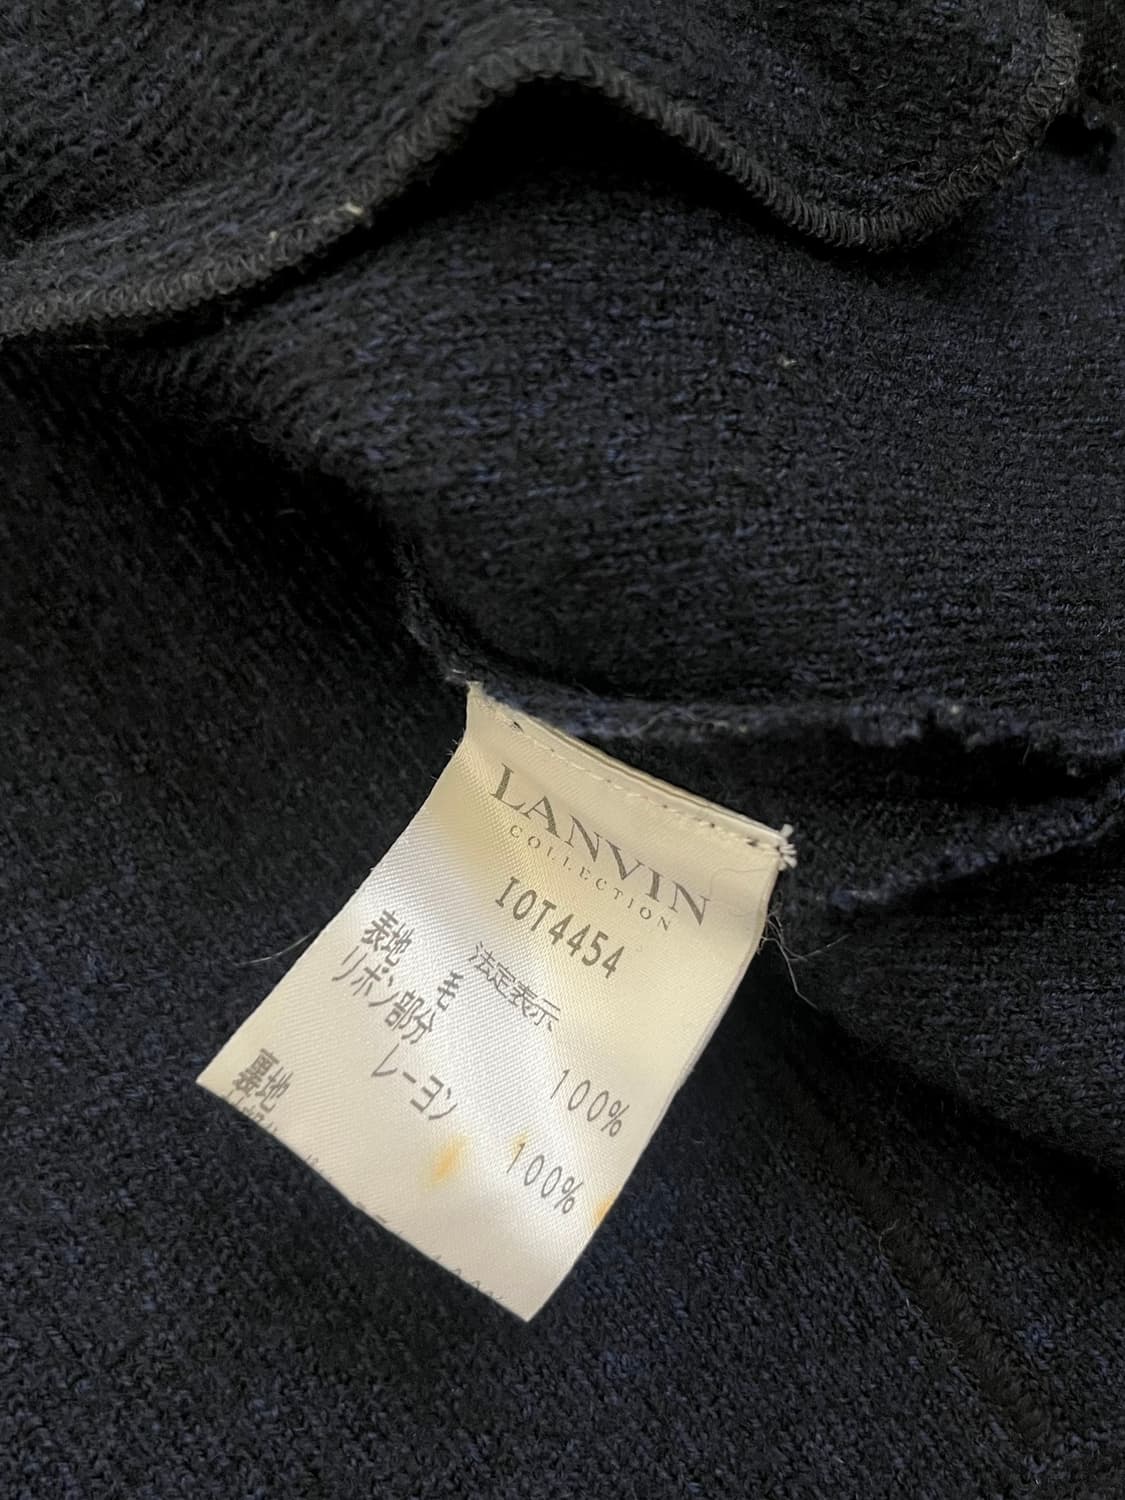 LANVIN
COLLECTION
IOT4454
法定表示
表地
毛 100%
リボン部分
レーヨン 100%
裏地